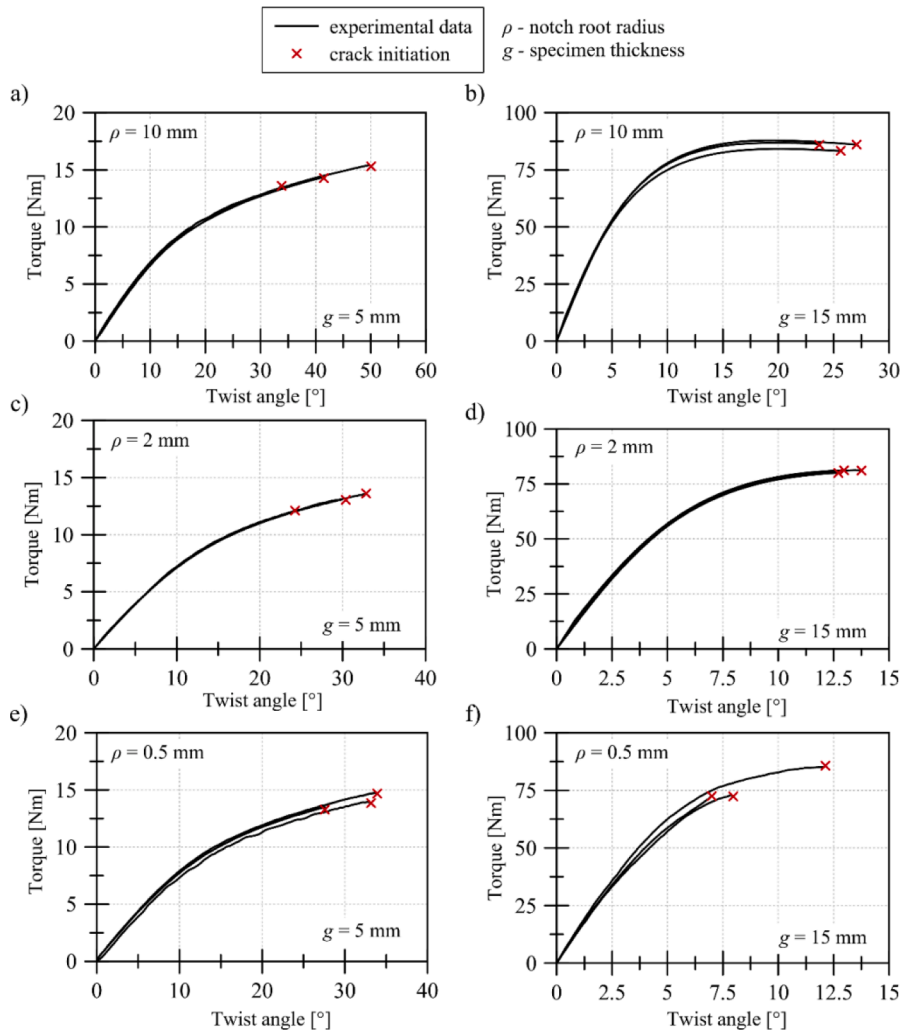 experimental data
crack initiation
ρ - notch root radius
g - specimen thickness
a)
20
15
10
5
0
Torque [Nm]
ρ = 10 mm
g = 5 mm
0 10 20 30 40 50 60
Twist angle [°]
b)
100
75
50
25
0
Torque [Nm]
ρ = 10 mm
g = 15 mm
0 5 10 15 20 25 30
Twist angle [°]
c)
20
15
10
5
0
Torque [Nm]
ρ = 2 mm
g = 5 mm
0 10 20 30 40
Twist angle [°]
d)
100
75
50
25
0
Torque [Nm]
ρ = 2 mm
g = 15 mm
0 2.5 5 7.5 10 12.5 15
Twist angle [°]
e)
20
15
10
5
0
Torque [Nm]
ρ = 0.5 mm
g = 5 mm
0 10 20 30 40
Twist angle [°]
f)
100
75
50
25
0
Torque [Nm]
ρ = 0.5 mm
g = 15 mm
0 2.5 5 7.5 10 12.5 15
Twist angle [°]